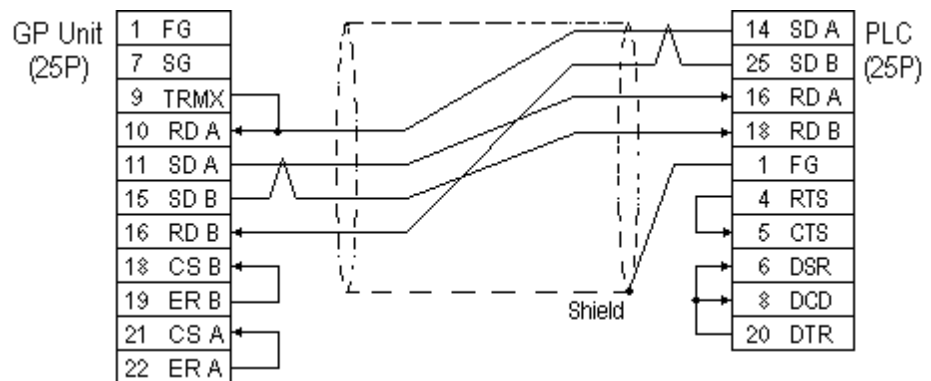 GP Unit
(25P)
1 FG
7 SG
9 TRMX
10 RD A
11 SD A
15 SD B
16 RD B
18 CS B
19 ER B
21 CS A
22 ER A
Shield
14 SD A
25 SD B
16 RD A
18 RD B
1 FG
4 RTS
5 CTS
6 DSR
8 DCD
20 DTR
PLC
(25P)